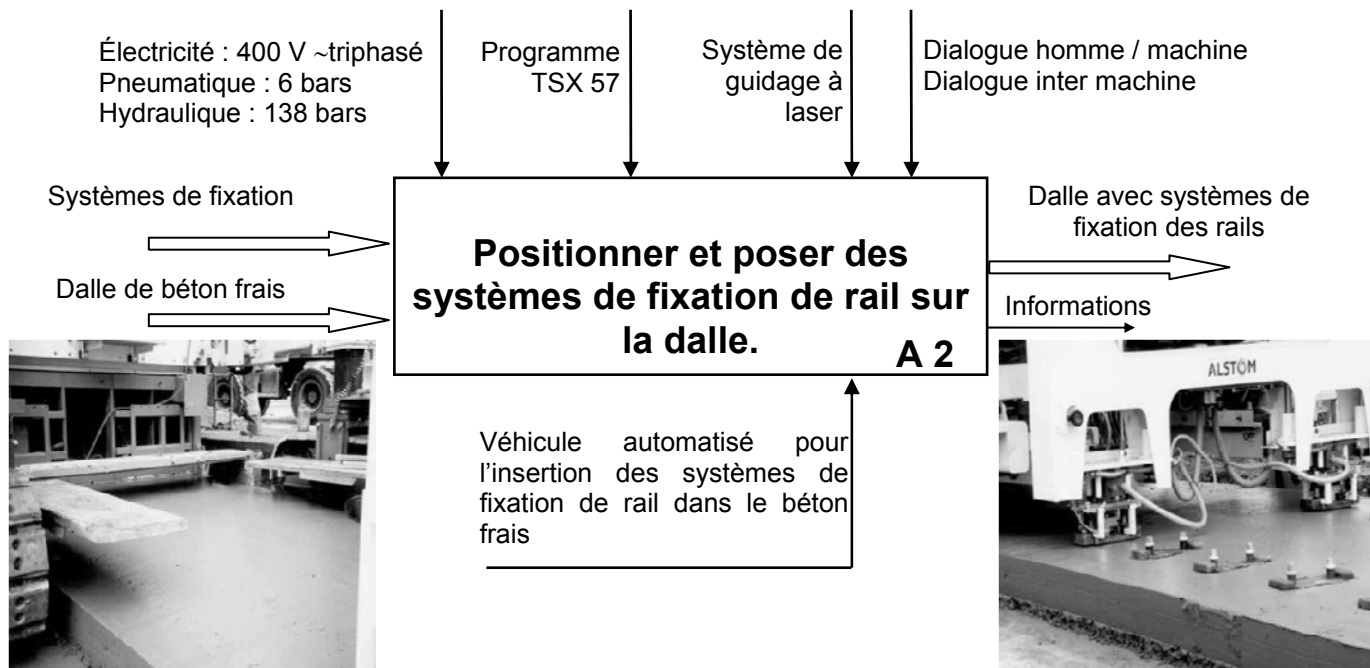 Électricité : 400 V ~triphasé
Pneumatique : 6 bars
Hydraulique : 138 bars
Programme
TSX 57
Système de
guidage à
laser
Dialogue homme / machine
Dialogue inter machine
Systèmes de fixation
Dalle de béton frais
Positionner et poser des
systèmes de fixation de rail sur
la dalle.
A 2
Dalle avec systèmes de
fixation des rails
Informations
Véhicule automatisé pour
l’insertion des systèmes de
fixation de rail dans le béton
frais
ALSTOM